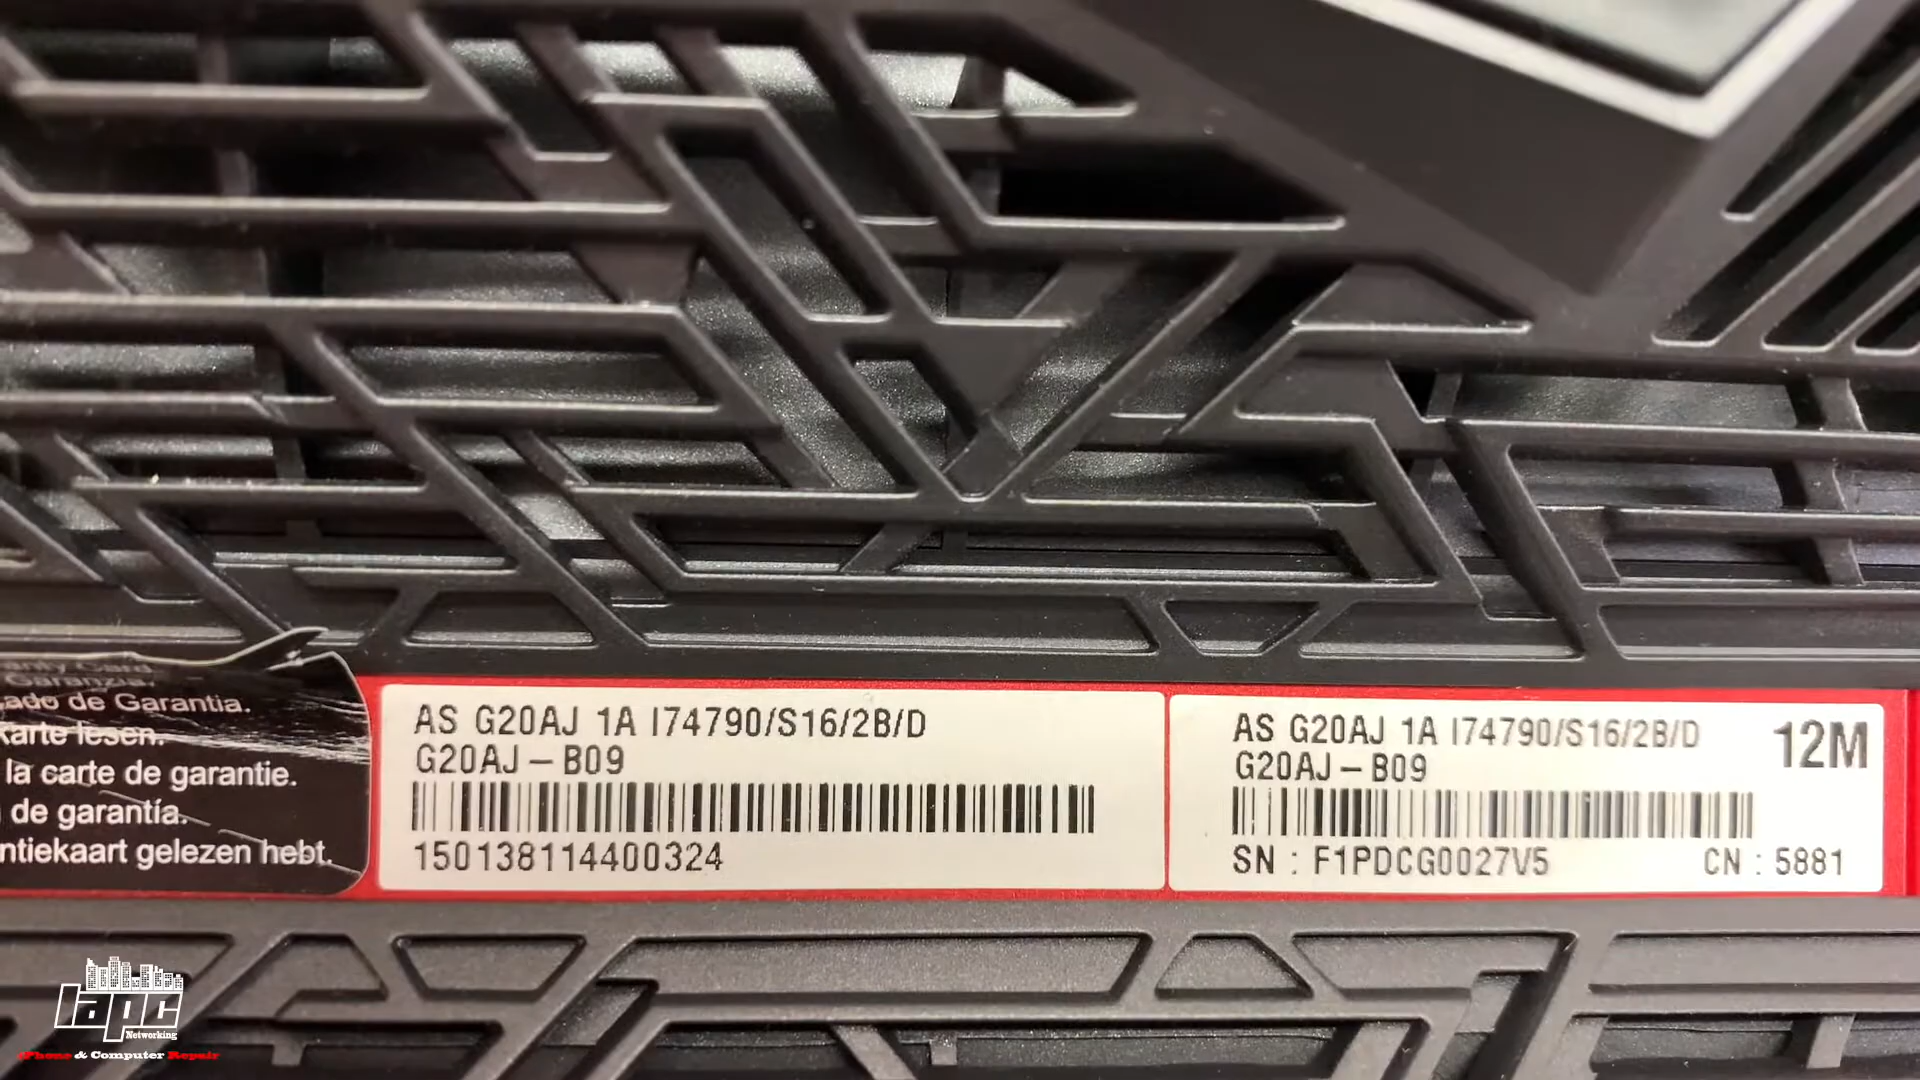 Garanzia.
ado de Garantia.
karte lesen.
la carte de garantie.
de garantía.
ntiekaart gelezen hebt.
AS G20AJ 1A I74790/S16/2B/D
G20AJ-B09
150138114400324
AS G20AJ 1A I74790/S16/2B/D
12M
G20AJ-B09
SN : F1PDCG0027V5 CN : 5881
lapc
Networking
iPhone & Computer Repair